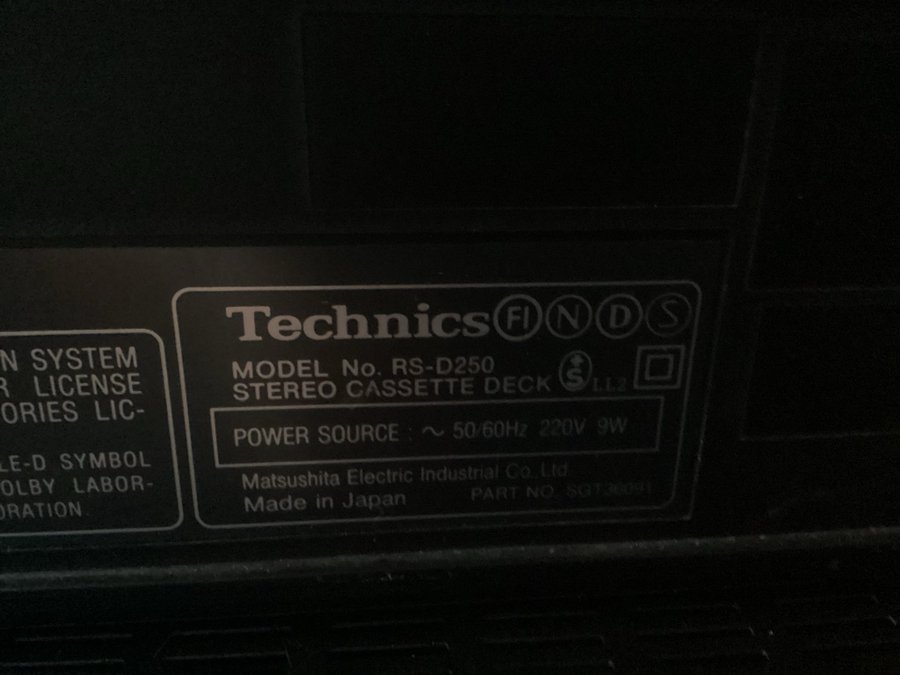 N SYSTEM
R LICENSE
ORIES LIC-
LE-D SYMBOL
OLBY LABOR-
ORATION.
Technics FI N D S
MODEL No. RS-D250
STEREO CASSETTE DECK
POWER SOURCE : ～ 50/60Hz 220V 9W
Matsushita Electric Industrial Co., Ltd.
Made in Japan
PART NO.